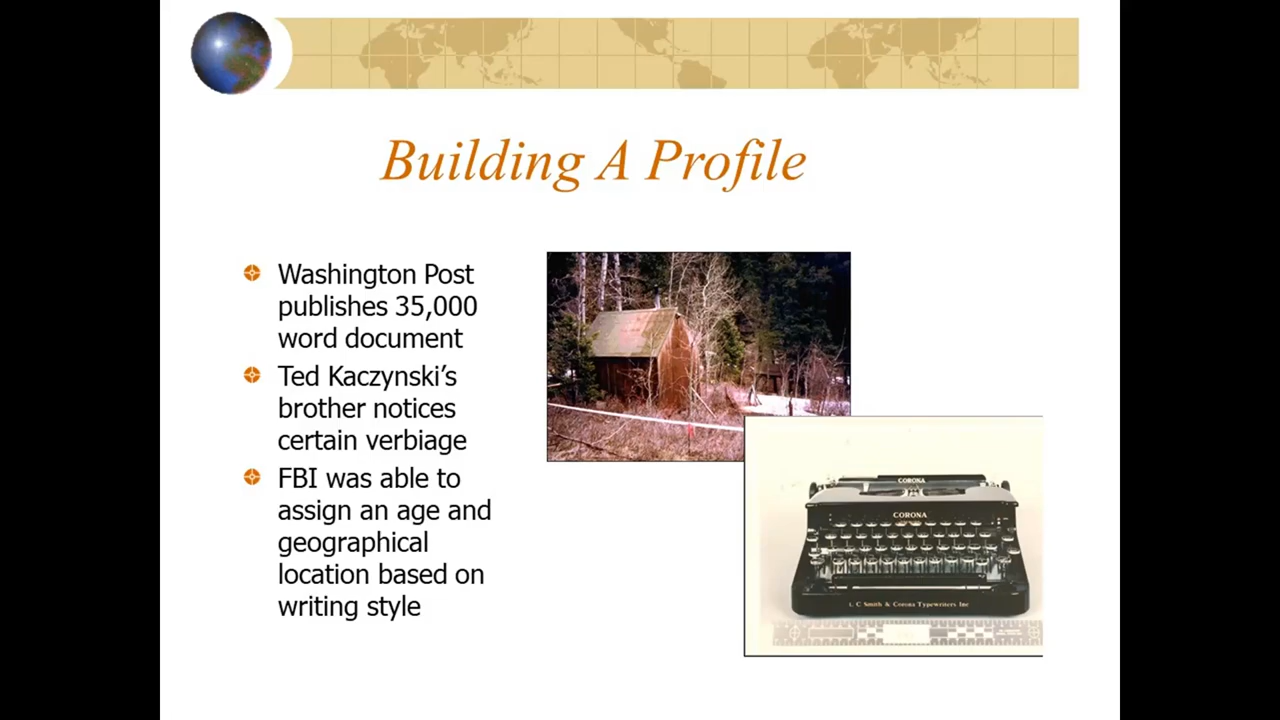 Building A Profile
Washington Post
publishes 35,000
word document
Ted Kaczynski’s
brother notices
certain verbiage
FBI was able to
assign an age and
geographical
location based on
writing style
CORONA
CORONA
C Smith & Corona Typewriters Inc